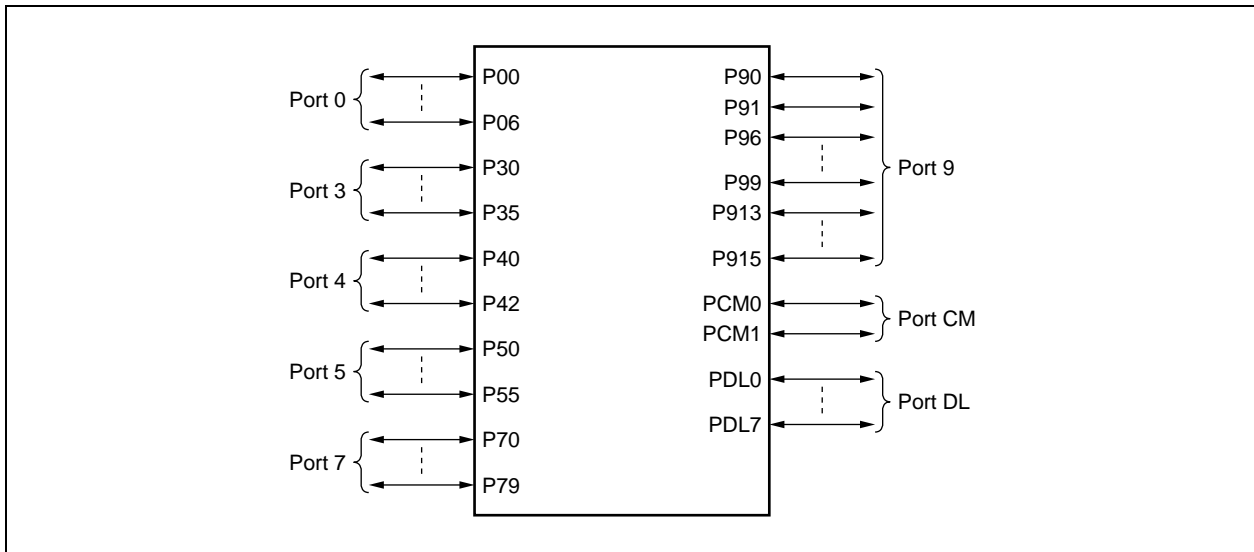 Port 0
P00
P06
Port 3
P30
P35
Port 4
P40
P42
Port 5
P50
P55
Port 7
P70
P79
P90
P91
P96
P99
P913
P915
Port 9
PCM0
PCM1
Port CM
PDL0
PDL7
Port DL